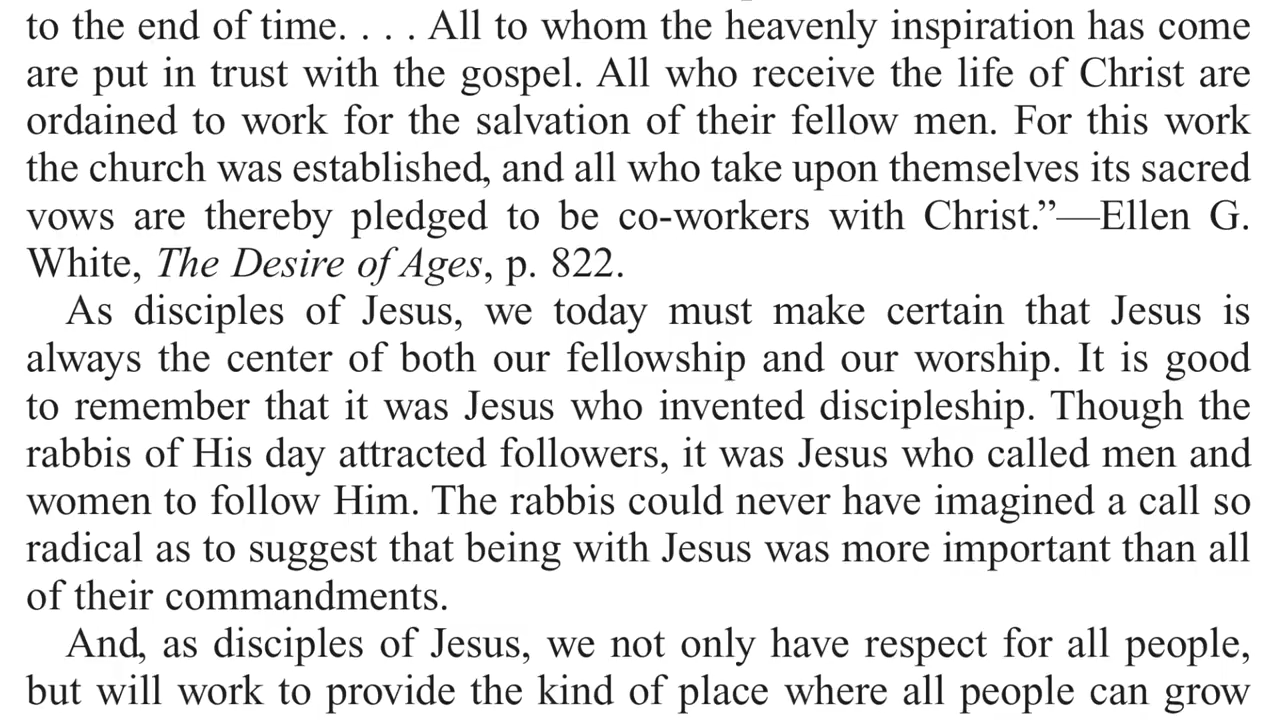 to the end of time. . . . All to whom the heavenly inspiration has come
are put in trust with the gospel. All who receive the life of Christ are
ordained to work for the salvation of their fellow men. For this work
the church was established, and all who take upon themselves its sacred
vows are thereby pledged to be co-workers with Christ.”—Ellen G.
White, The Desire of Ages, p. 822.
As disciples of Jesus, we today must make certain that Jesus is
always the center of both our fellowship and our worship. It is good
to remember that it was Jesus who invented discipleship. Though the
rabbis of His day attracted followers, it was Jesus who called men and
women to follow Him. The rabbis could never have imagined a call so
radical as to suggest that being with Jesus was more important than all
of their commandments.
And, as disciples of Jesus, we not only have respect for all people,
but will work to provide the kind of place where all people can grow